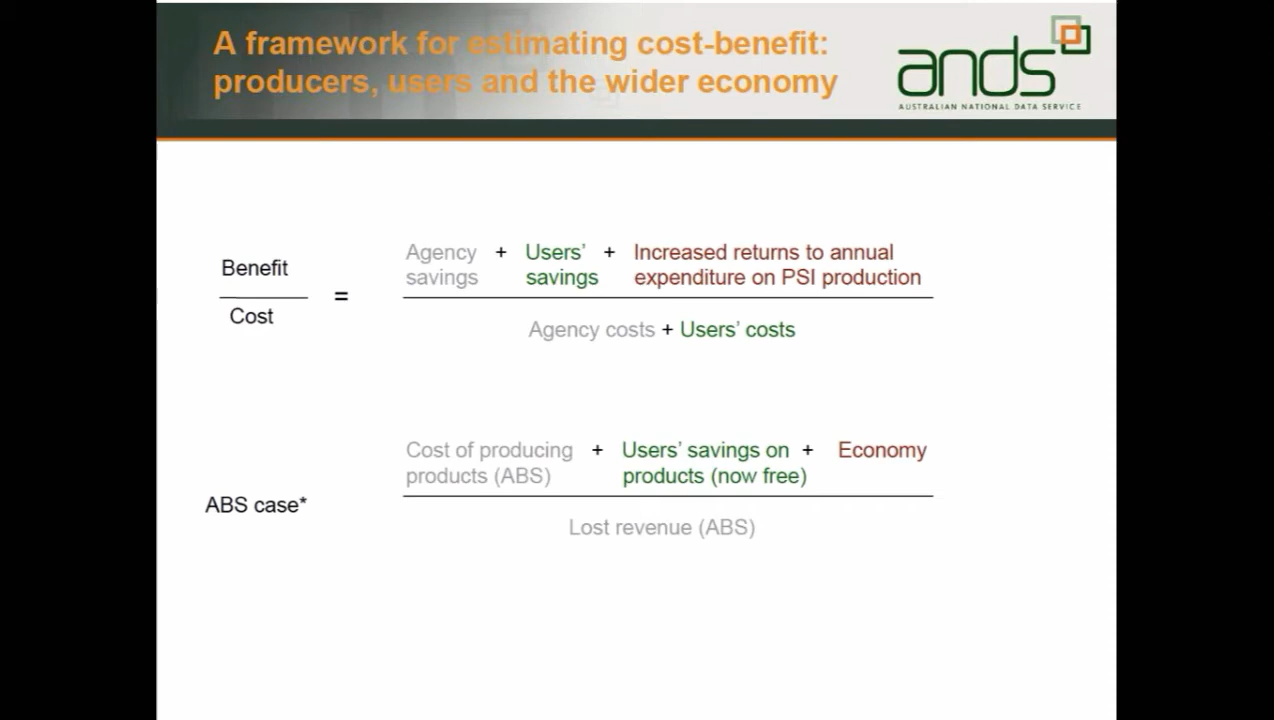 A framework for estimating cost-benefit:
producers, users and the wider economy
ands
AUSTRALIAN NATIONAL DATA SERVICE
Benefit
Cost
=
Agency + Users' + Increased returns to annual
savings savings expenditure on PSI production
Agency costs + Users' costs
ABS case*
Cost of producing + Users' savings on + Economy
products (ABS) products (now free)
Lost revenue (ABS)